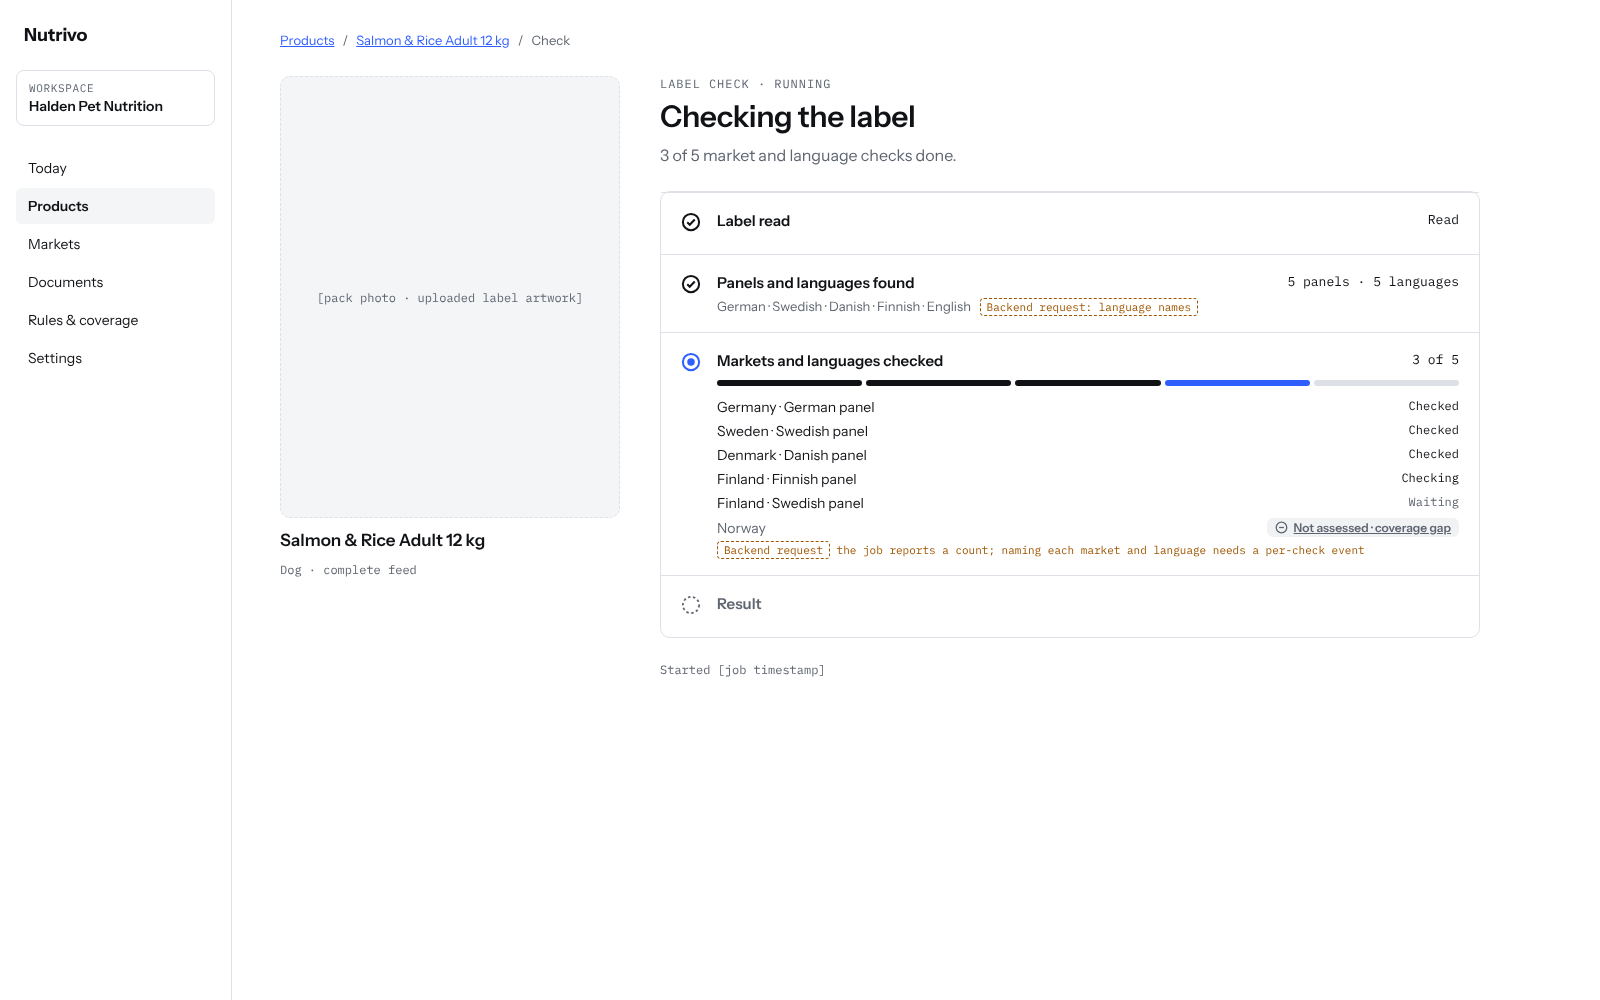 Nutrivo
WORKSPACE
Halden Pet Nutrition
Today
Products
Markets
Documents
Rules & coverage
Settings
Products / Salmon & Rice Adult 12 kg / Check
[pack photo · uploaded label artwork]
Salmon & Rice Adult 12 kg
Dog · complete feed
LABEL CHECK · RUNNING
Checking the label
3 of 5 market and language checks done.
Label read Read
Panels and languages found 5 panels · 5 languages
German · Swedish · Danish · Finnish · English Backend request: language names
Markets and languages checked 3 of 5
Germany · German panel Checked
Sweden · Swedish panel Checked
Denmark · Danish panel Checked
Finland · Finnish panel Checking
Finland · Swedish panel Waiting
Norway Not assessed · coverage gap
Backend request the job reports a count; naming each market and language needs a per-check event
Result
Started [job timestamp]